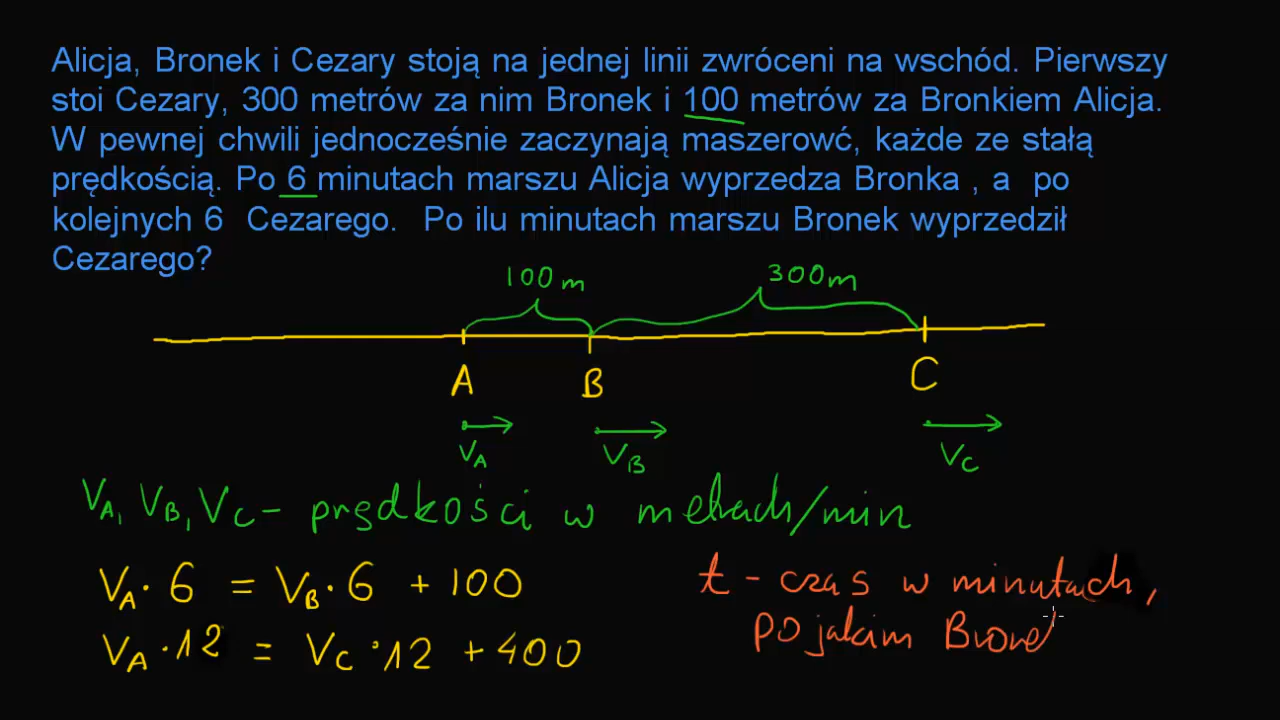 Alicja, Bronek i Cezary stoją na jednej linii zwróceni na wschód. Pierwszy
stoi Cezary, 300 metrów za nim Bronek i 100 metrów za Bronkiem Alicja.
W pewnej chwili jednocześnie zaczynają maszerowć, każde ze stałą
prędkością. Po 6 minutach marszu Alicja wyprzedza Bronka , a po
kolejnych 6 Cezarego. Po ilu minutach marszu Bronek wyprzedził
Cezarego?
100 m 300m
A B C
VA VB VC
VA, VB, VC - prędkości w metrach/min
VA · 6 = VB · 6 + 100
VA · 12 = VC · 12 + 400
t - czas w minutach,
po jakim Brone